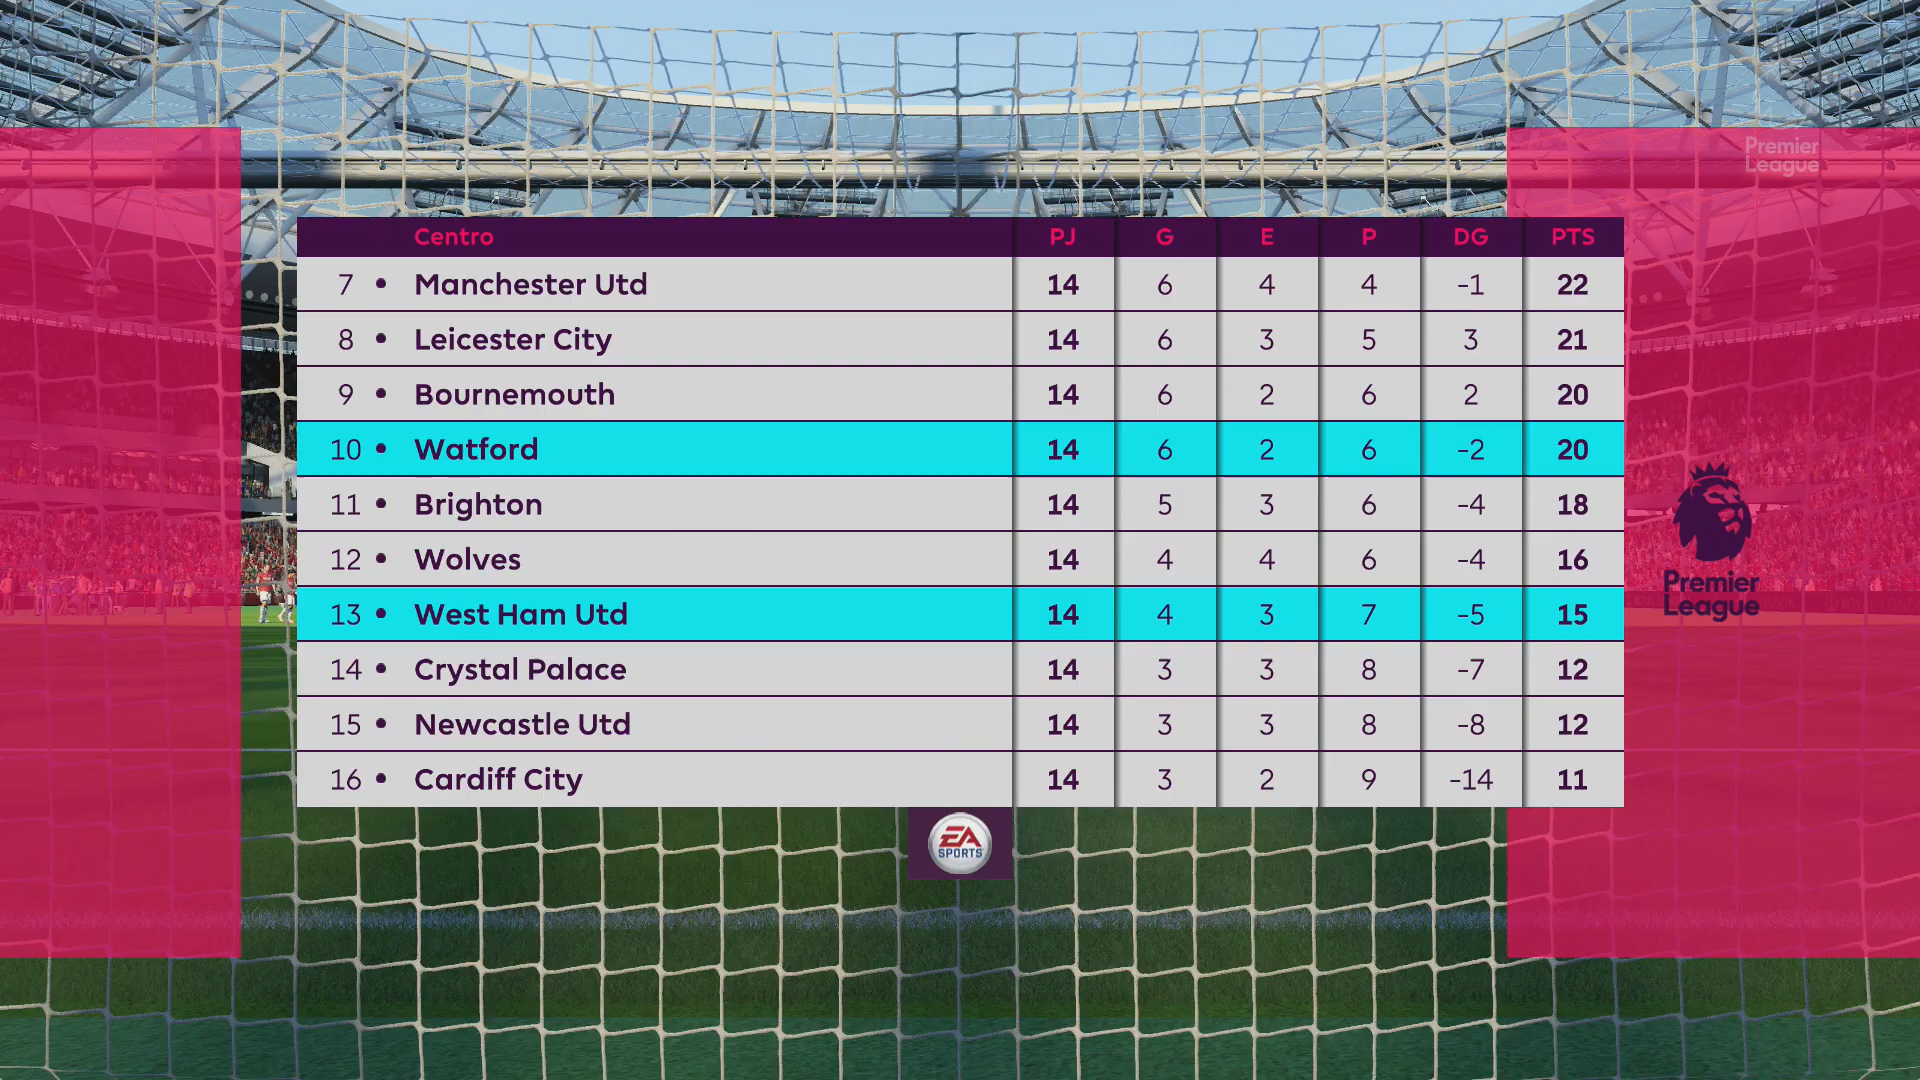 Premier
League
Centro PJ G E P DG PTS
7 • Manchester Utd 14 6 4 4 -1 22
8 • Leicester City 14 6 3 5 3 21
9 • Bournemouth 14 6 2 6 2 20
10 • Watford 14 6 2 6 -2 20
11 • Brighton 14 5 3 6 -4 18
12 • Wolves 14 4 4 6 -4 16
13 • West Ham Utd 14 4 3 7 -5 15
14 • Crystal Palace 14 3 3 8 -7 12
15 • Newcastle Utd 14 3 3 8 -8 12
16 • Cardiff City 14 3 2 9 -14 11
Premier
League
EA
SPORTS